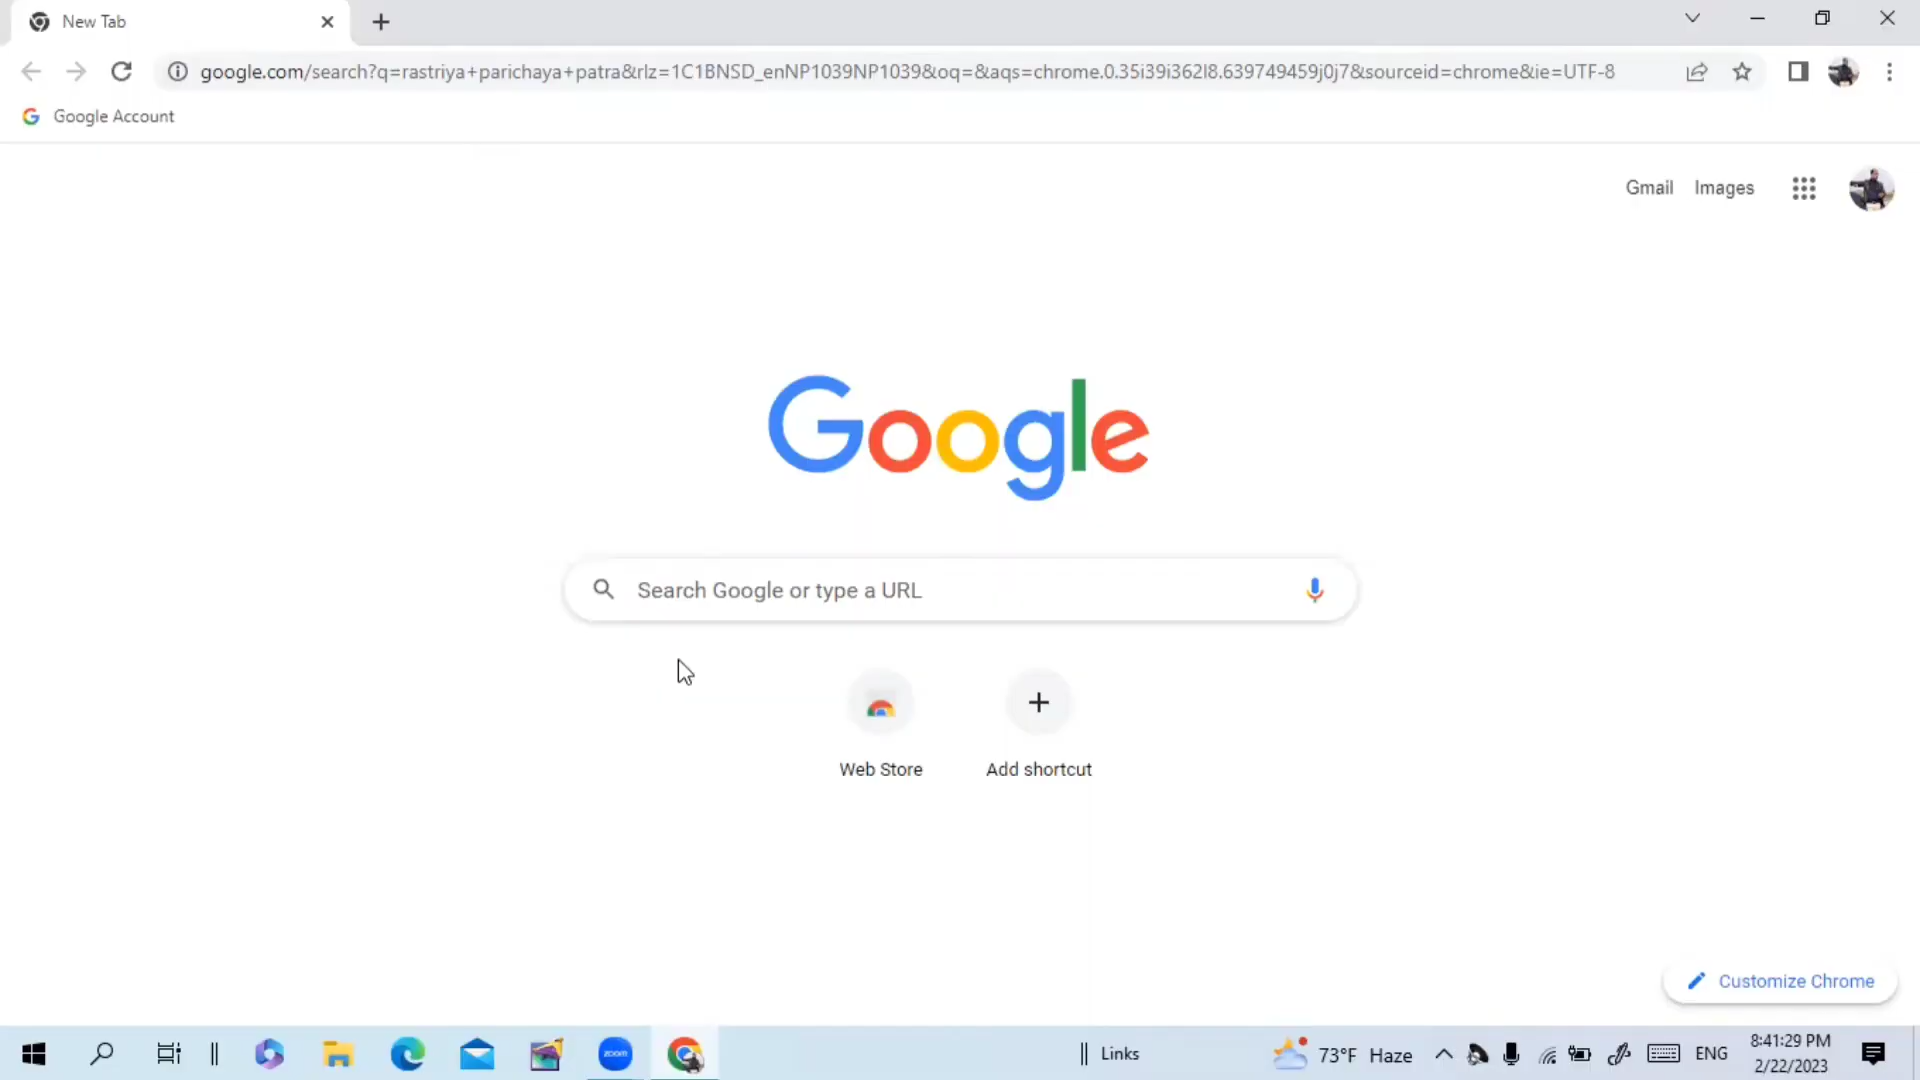 New Tab
google.com/search?q=rastriya+parichaya+patra&rlz=1C1BNSD_enNP1039NP1039&oq=&aqs=chrome.0.35i39i362l8.639749459j0j7&sourceid=chrome&ie=UTF-8
Google Account
Gmail Images
Google
Search Google or type a URL
Web Store
Add shortcut
Customize Chrome
zoom
Links
73°F Haze
ENG
8:41:29 PM
2/22/2023